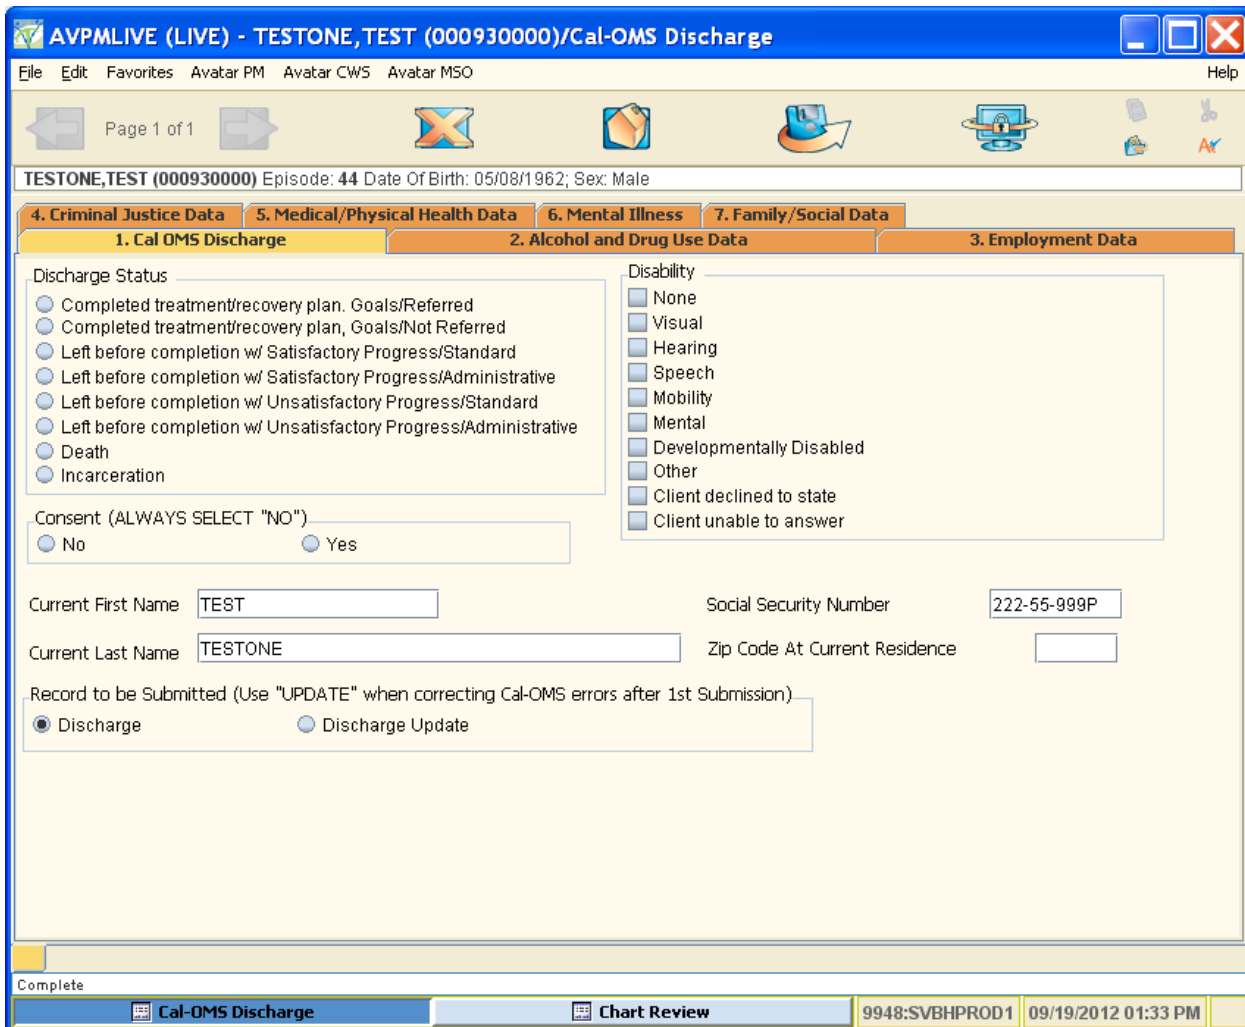 AVPMLIVE (LIVE) - TESTONE,TEST (000930000)/Cal-OMS Discharge
File Edit Favorites Avatar PM Avatar CWS Avatar MSO Help
Page 1 of 1
TESTONE,TEST (000930000) Episode: 44 Date Of Birth: 05/08/1962; Sex: Male
4. Criminal Justice Data 5. Medical/Physical Health Data 6. Mental Illness 7. Family/Social Data
1. Cal OMS Discharge 2. Alcohol and Drug Use Data 3. Employment Data
Discharge Status
Completed treatment/recovery plan. Goals/Referred
Completed treatment/recovery plan, Goals/Not Referred
Left before completion w/ Satisfactory Progress/Standard
Left before completion w/ Satisfactory Progress/Administrative
Left before completion w/ Unsatisfactory Progress/Standard
Left before completion w/ Unsatisfactory Progress/Administrative
Death
Incarceration
Disability
None
Visual
Hearing
Speech
Mobility
Mental
Developmentally Disabled
Other
Client declined to state
Client unable to answer
Consent (ALWAYS SELECT "NO")
No Yes
Current First Name TEST
Social Security Number 222-55-999P
Current Last Name TESTONE
Zip Code At Current Residence
Record to be Submitted (Use "UPDATE" when correcting Cal-OMS errors after 1st Submission)
Discharge Discharge Update
Complete
Cal-OMS Discharge Chart Review 9948:SVBHPROD1 09/19/2012 01:33 PM